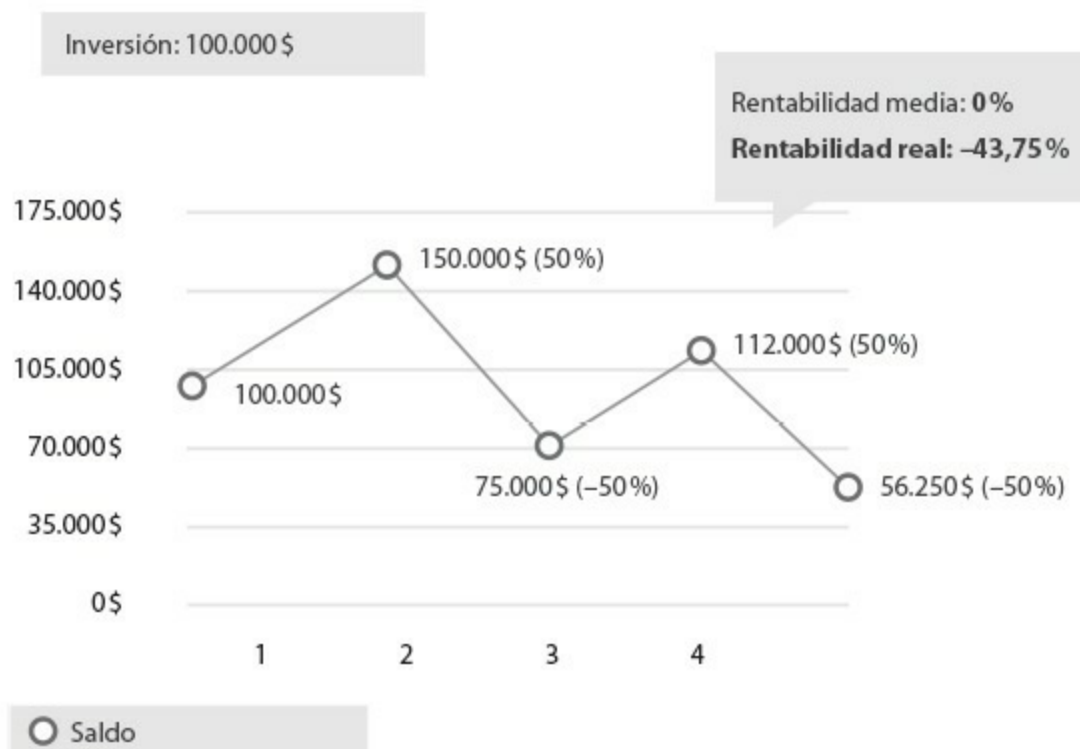 Inversión: 100.000 $
Rentabilidad media: 0 %
Rentabilidad real: –43,75 %
175.000 $
150.000 $ (50 %)
140.000 $
112.000 $ (50 %)
105.000 $
100.000 $
70.000 $
75.000 $ (–50 %)
56.250 $ (–50 %)
35.000 $
0 $
1 2 3 4
Saldo